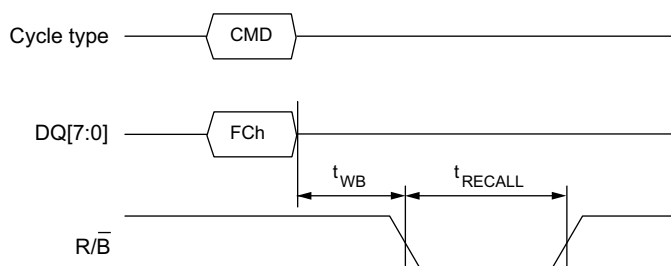 Cycle type CMD
DQ[7:0] FCh
tWB tRECALL
R/B̅